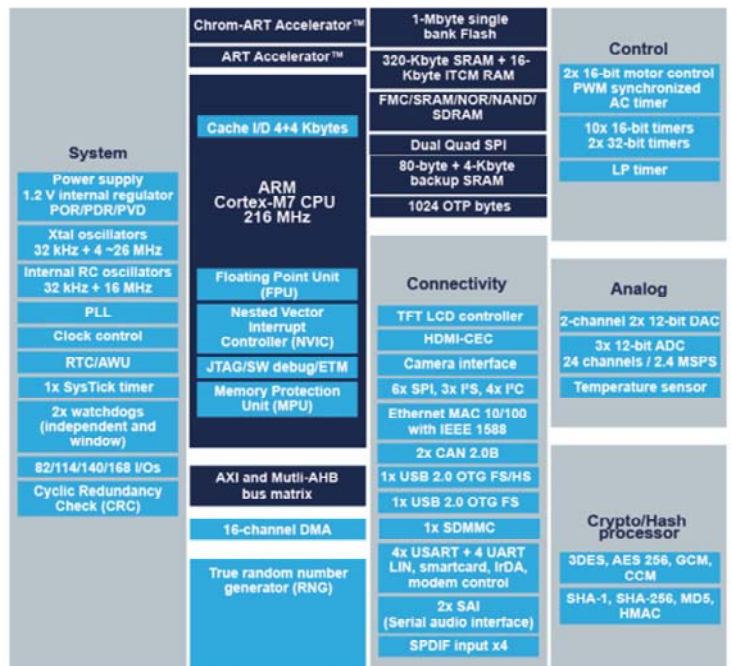 System
Power supply
1.2 V internal regulator
POR/PDR/PVD
Xtal oscillators
32 kHz + 4 ~26 MHz
Internal RC oscillators
32 kHz + 16 MHz
PLL
Clock control
RTC/AWU
1x SysTick timer
2x watchdogs
(independent and
window)
82/114/140/168 I/Os
Cyclic Redundancy
Check (CRC)
Chrom-ART Accelerator™
ART Accelerator™
Cache I/D 4+4 Kbytes
ARM
Cortex-M7 CPU
216 MHz
Floating Point Unit
(FPU)
Nested Vector
Interrupt
Controller (NVIC)
JTAG/SW debug/ETM
Memory Protection
Unit (MPU)
AXI and Mutli-AHB
bus matrix
16-channel DMA
True random number
generator (RNG)
1-Mbyte single
bank Flash
320-Kbyte SRAM + 16-
Kbyte ITCM RAM
FMC/SRAM/NOR/NAND/
SDRAM
Dual Quad SPI
80-byte + 4-Kbyte
backup SRAM
1024 OTP bytes
Connectivity
TFT LCD controller
HDMI-CEC
Camera interface
6x SPI, 3x I²S, 4x I²C
Ethernet MAC 10/100
with IEEE 1588
2x CAN 2.0B
1x USB 2.0 OTG FS/HS
1x USB 2.0 OTG FS
1x SDMMC
4x USART + 4 UART
LIN, smartcard, IrDA,
modem control
2x SAI
(Serial audio interface)
SPDIF input x4
Control
2x 16-bit motor control
PWM synchronized
AC timer
10x 16-bit timers
2x 32-bit timers
LP timer
Analog
2-channel 2x 12-bit DAC
3x 12-bit ADC
24 channels / 2.4 MSPS
Temperature sensor
Crypto/Hash
processor
3DES, AES 256, GCM,
CCM
SHA-1, SHA-256, MD5,
HMAC